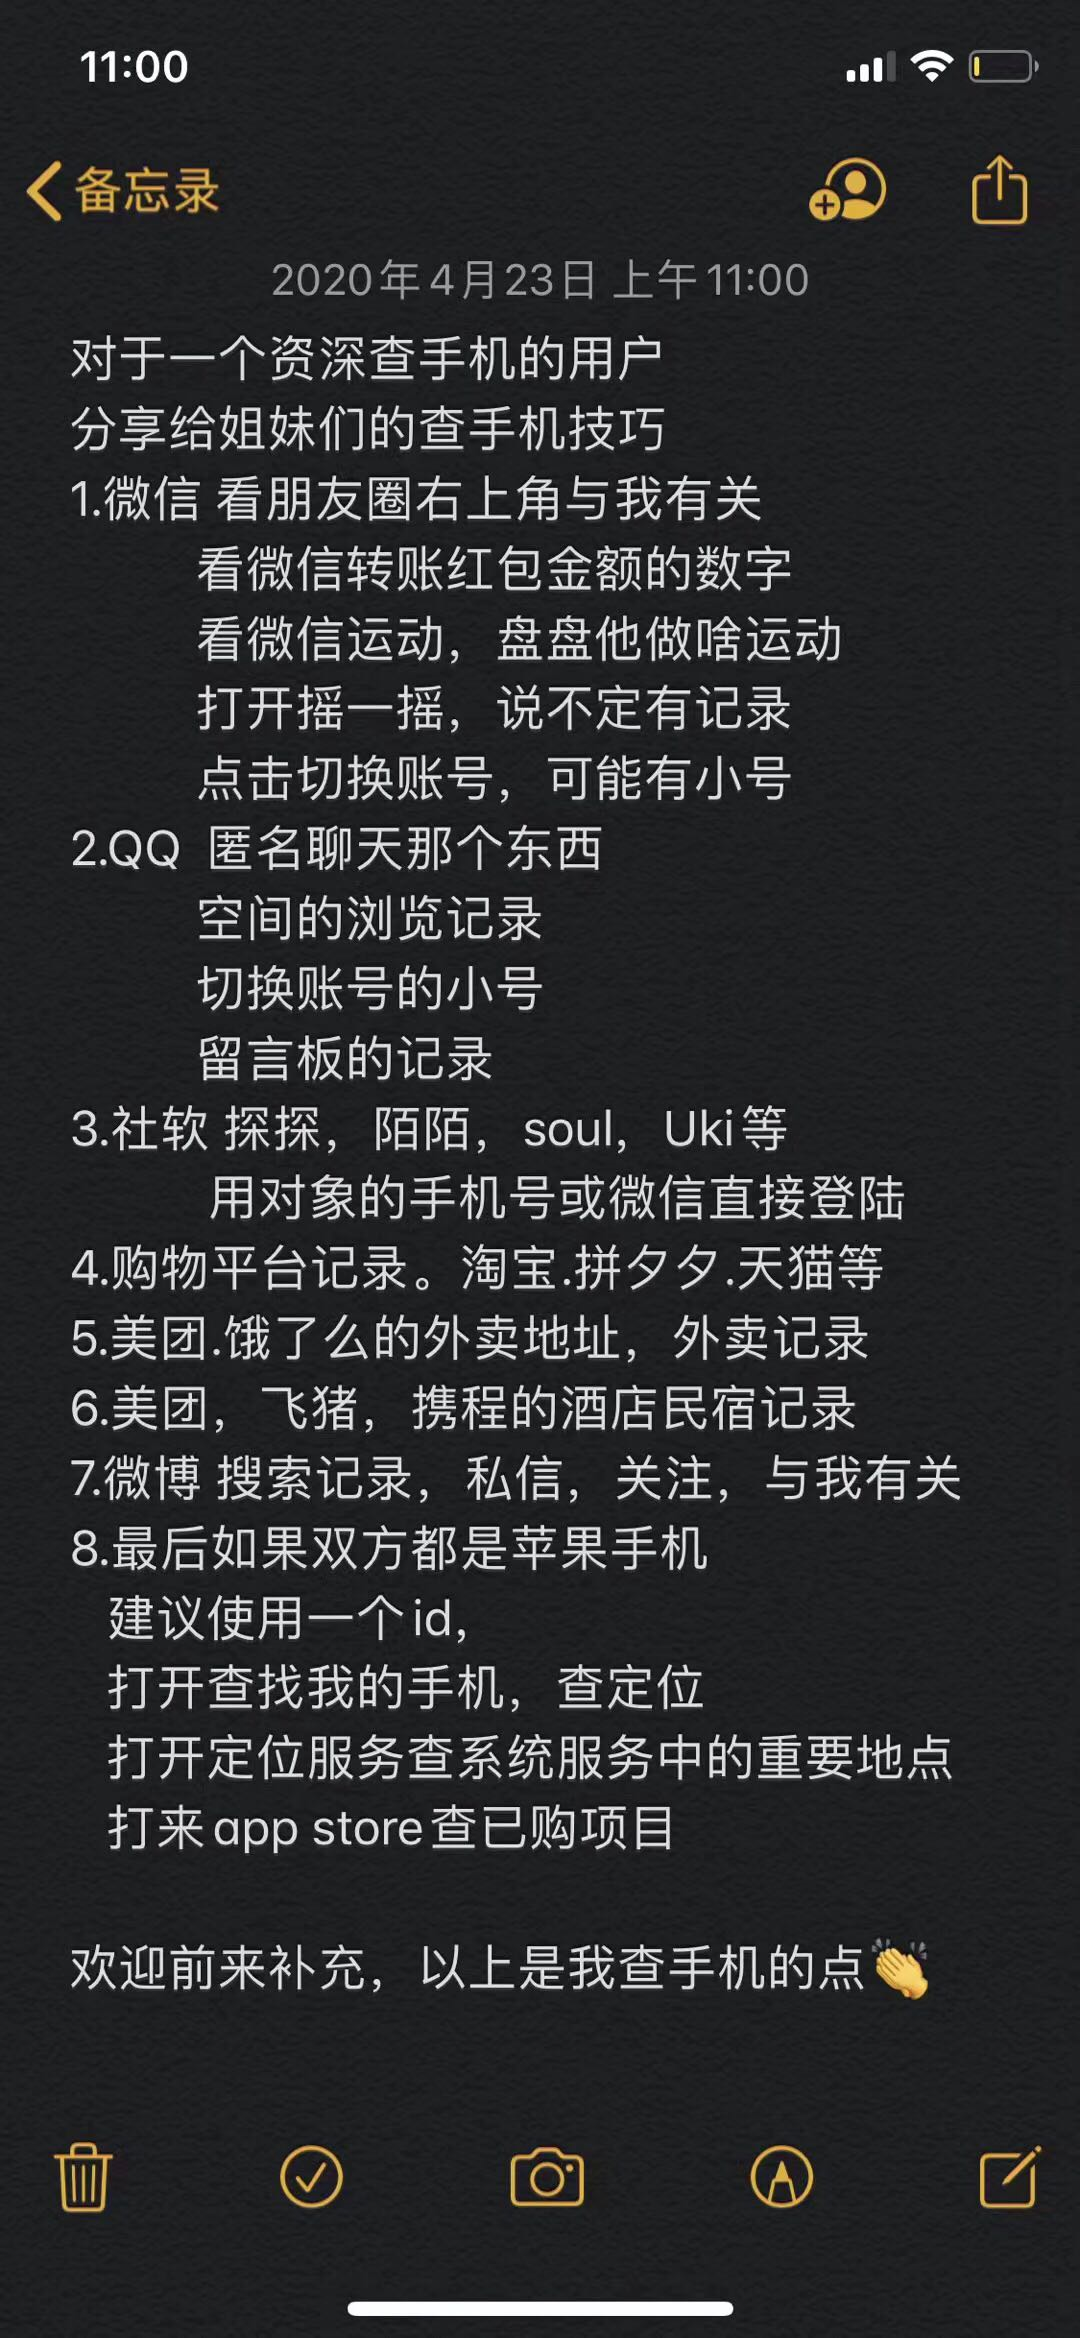 11:00
备忘录
2020年4月23日 上午11:00
对于一个资深查手机的用户
分享给姐妹们的查手机技巧
1.微信 看朋友圈右上角与我有关
看微信转账红包金额的数字
看微信运动，盘盘他做啥运动
打开摇一摇，说不定有记录
点击切换账号，可能有小号
2.QQ 匿名聊天那个东西
空间的浏览记录
切换账号的小号
留言板的记录
3.社软 探探，陌陌，soul，Uki等
用对象的手机号或微信直接登陆
4.购物平台记录。淘宝.拼夕夕.天猫等
5.美团.饿了么的外卖地址，外卖记录
6.美团，飞猪，携程的酒店民宿记录
7.微博 搜索记录，私信，关注，与我有关
8.最后如果双方都是苹果手机
建议使用一个id，
打开查找我的手机，查定位
打开定位服务查系统服务中的重要地点
打来app store查已购项目
欢迎前来补充，以上是我查手机的点👏